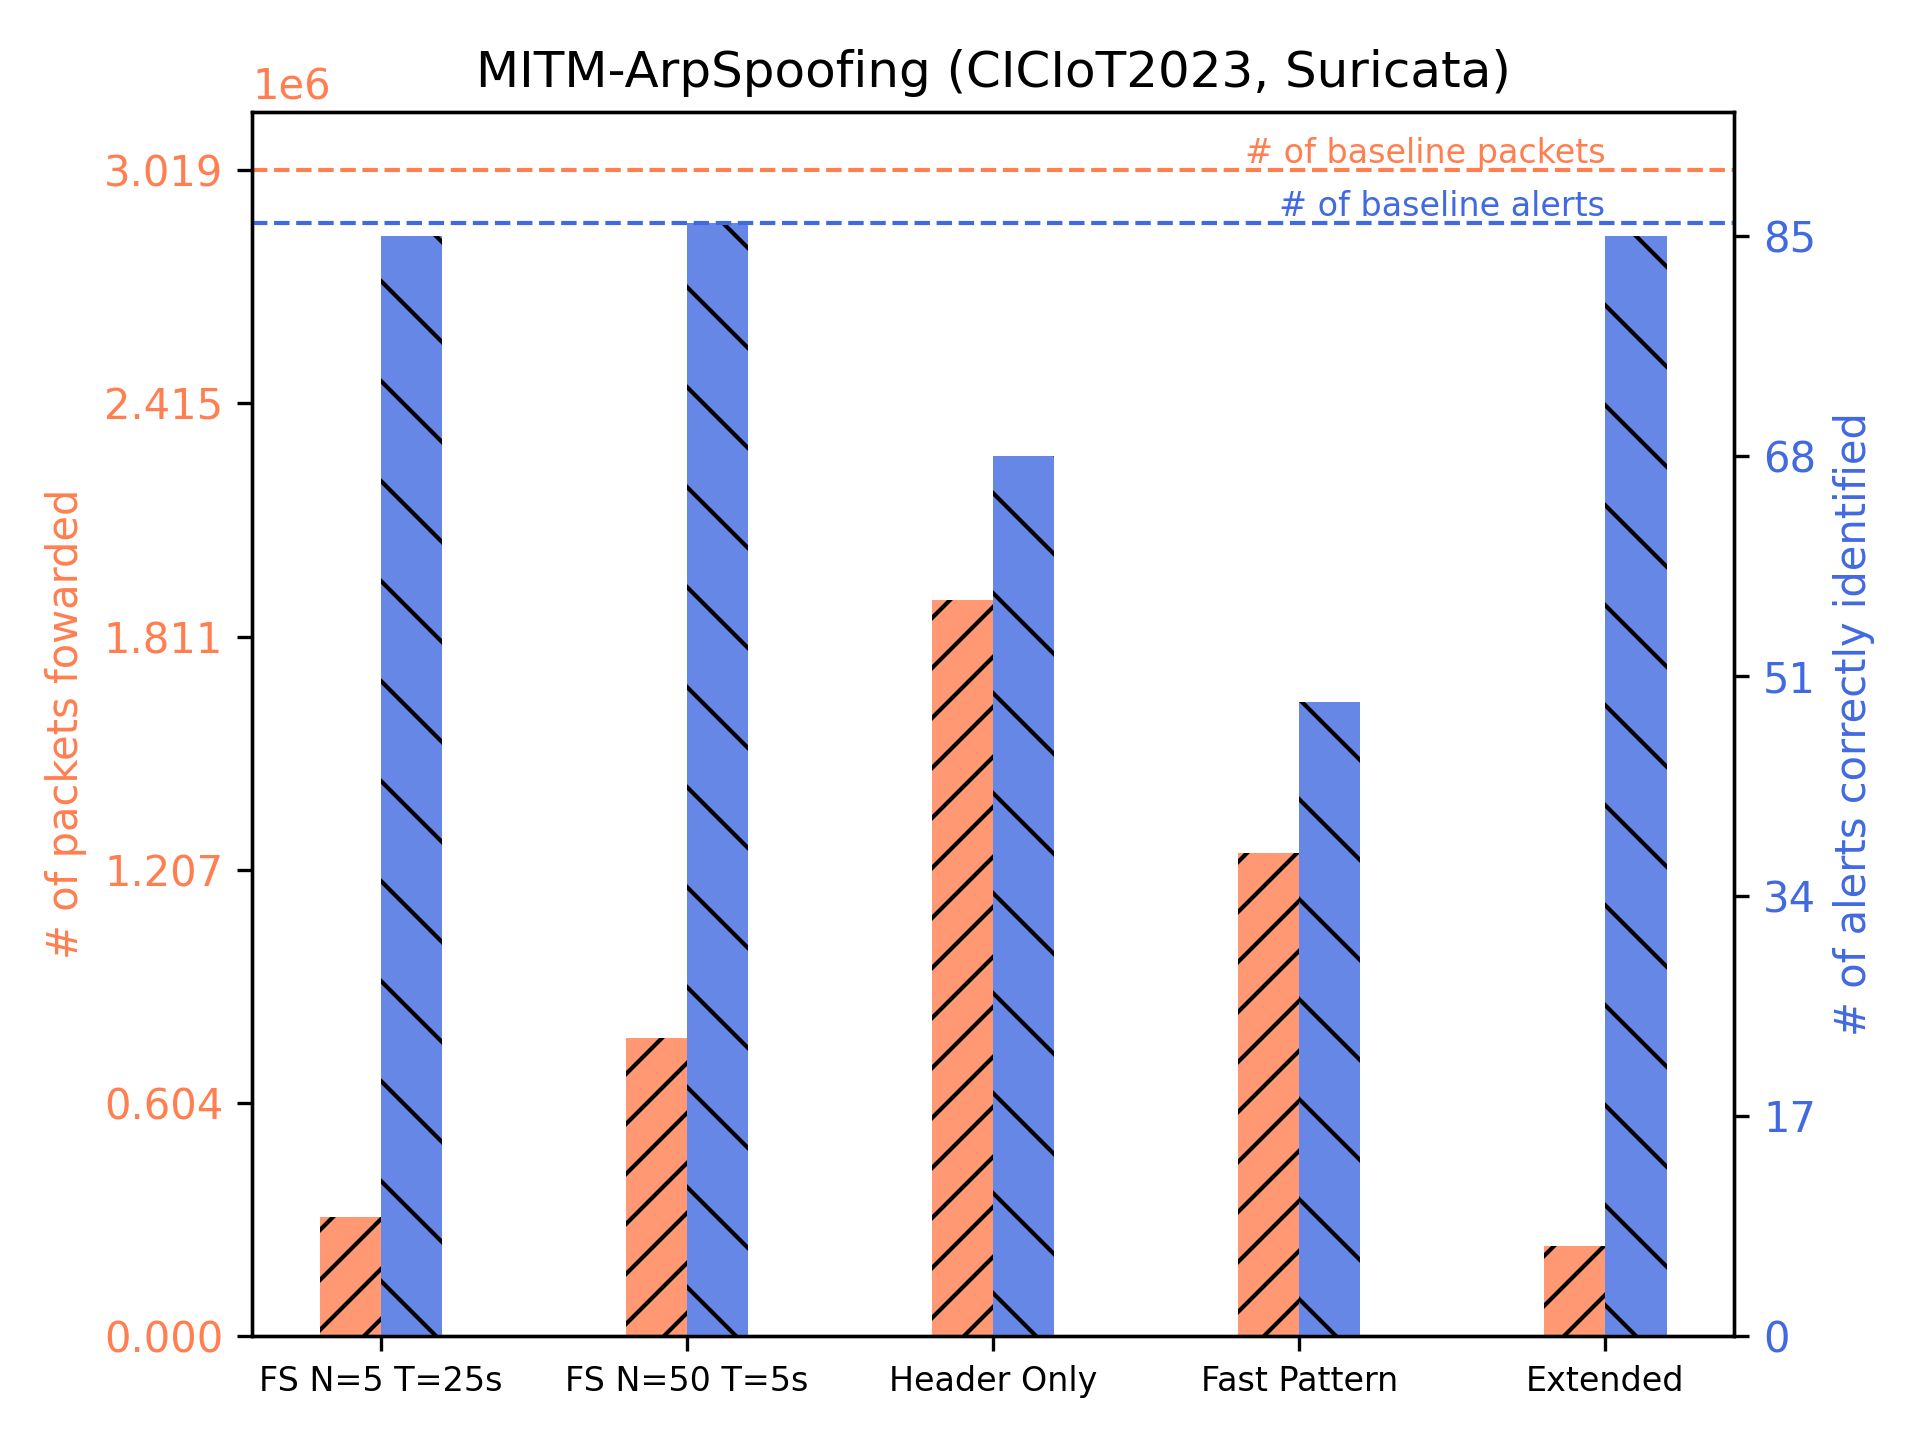 MITM-ArpSpoofing (CICIoT2023, Suricata)
1e6
# of baseline packets
# of baseline alerts
3.019
2.415
1.811
1.207
0.604
0.000
# of packets fowarded
85
68
51
34
17
0
# of alerts correctly identified
FS N=5 T=25s
FS N=50 T=5s
Header Only
Fast Pattern
Extended